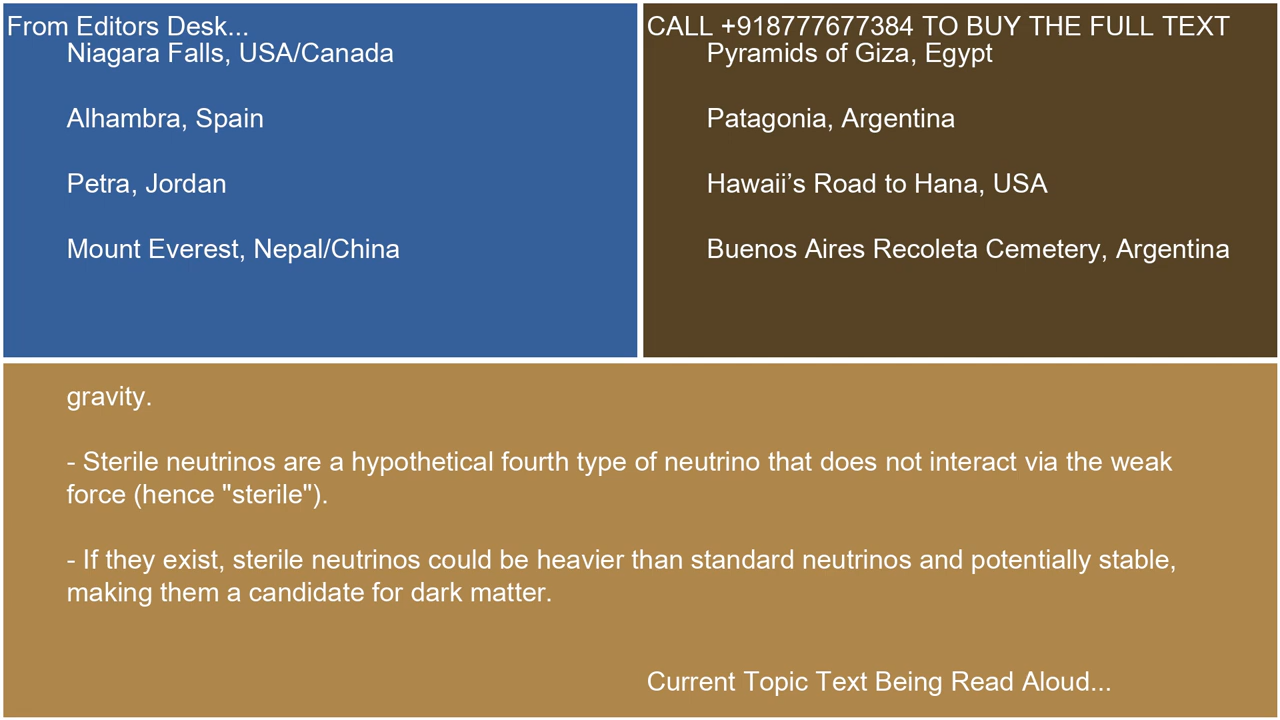 From Editors Desk...
Niagara Falls, USA/Canada
Alhambra, Spain
Petra, Jordan
Mount Everest, Nepal/China
CALL +918777677384 TO BUY THE FULL TEXT
Pyramids of Giza, Egypt
Patagonia, Argentina
Hawaii’s Road to Hana, USA
Buenos Aires Recoleta Cemetery, Argentina
gravity.
- Sterile neutrinos are a hypothetical fourth type of neutrino that does not interact via the weak
force (hence "sterile").
- If they exist, sterile neutrinos could be heavier than standard neutrinos and potentially stable,
making them a candidate for dark matter.
Current Topic Text Being Read Aloud...